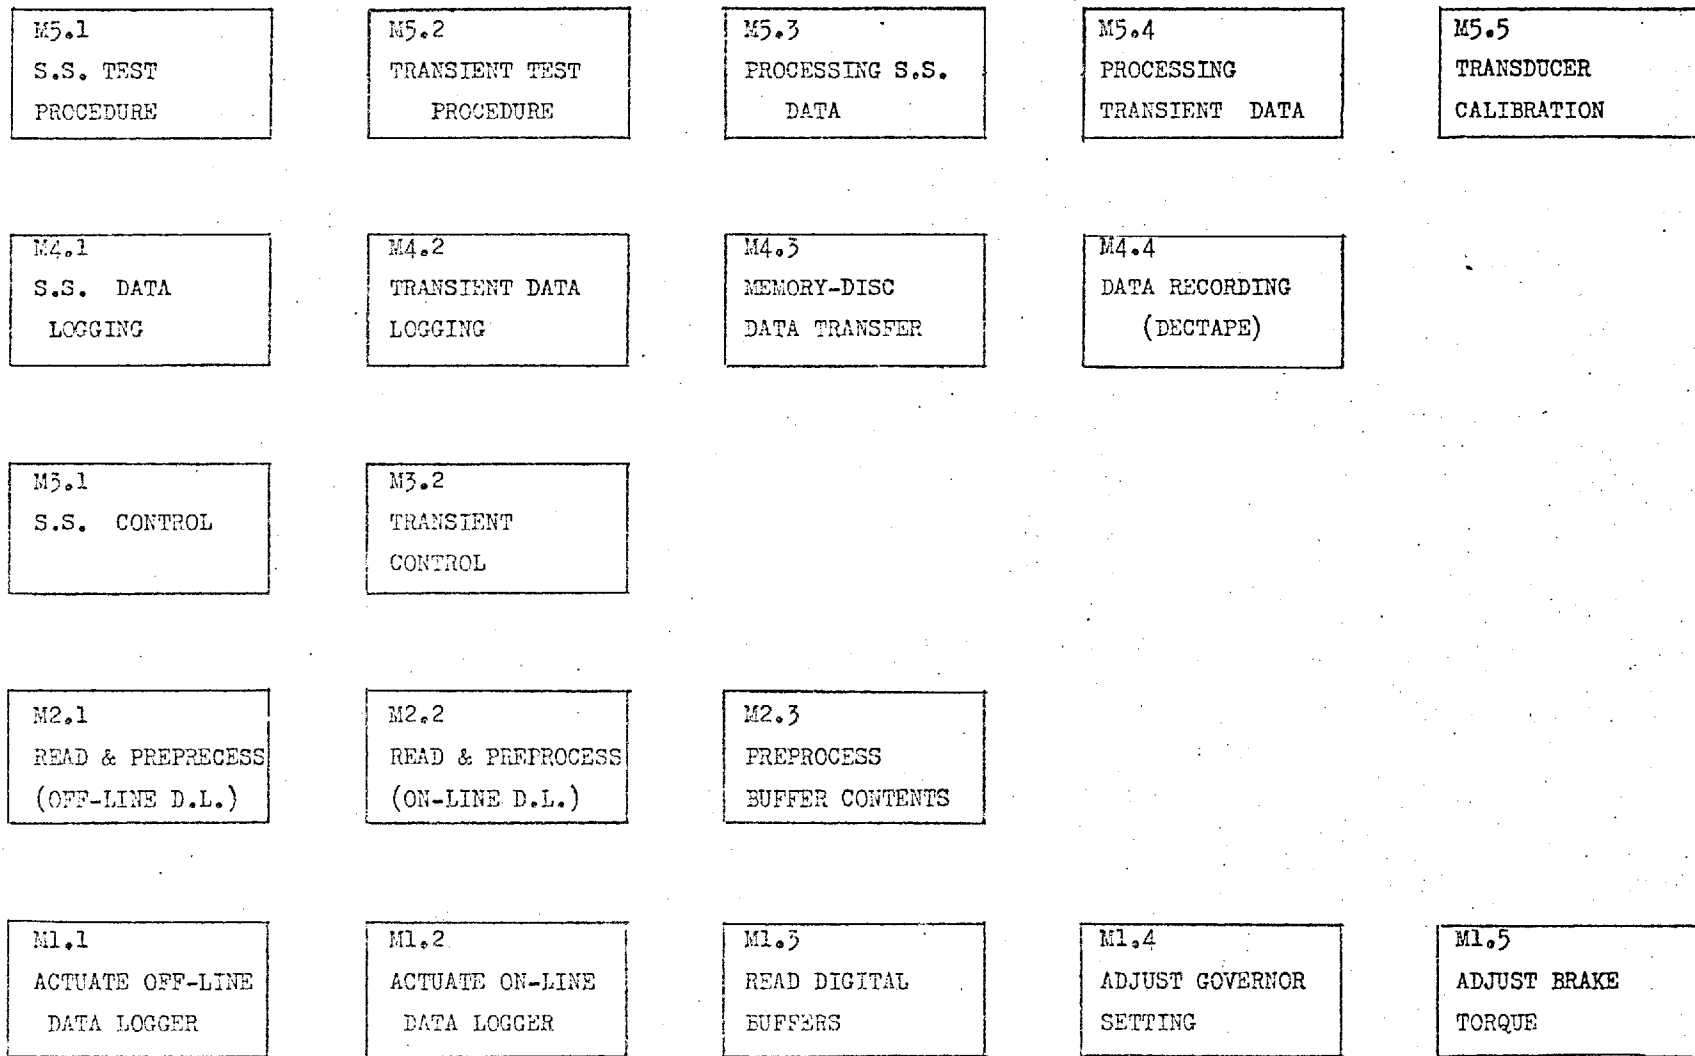 M5.1
S.S. TEST
PROCEDURE
M5.2
TRANSIENT TEST
PROCEDURE
M5.3
PROCESSING S.S.
DATA
M5.4
PROCESSING
TRANSIENT DATA
M5.5
TRANSDUCER
CALIBRATION
M4.1
S.S. DATA
LOGGING
M4.2
TRANSIENT DATA
LOGGING
M4.3
MEMORY-DISC
DATA TRANSFER
M4.4
DATA RECORDING
(DECTAPE)
M3.1
S.S. CONTROL
M3.2
TRANSIENT
CONTROL
M2.1
READ & PREPRECESS
(OFF-LINE D.L.)
M2.2
READ & PREPROCESS
(ON-LINE D.L.)
M2.3
PREPROCESS
BUFFER CONTENTS
M1.1
ACTUATE OFF-LINE
DATA LOGGER
M1.2
ACTUATE ON-LINE
DATA LOGGER
M1.3
READ DIGITAL
BUFFERS
M1.4
ADJUST GOVERNOR
SETTING
M1.5
ADJUST BRAKE
TORQUE